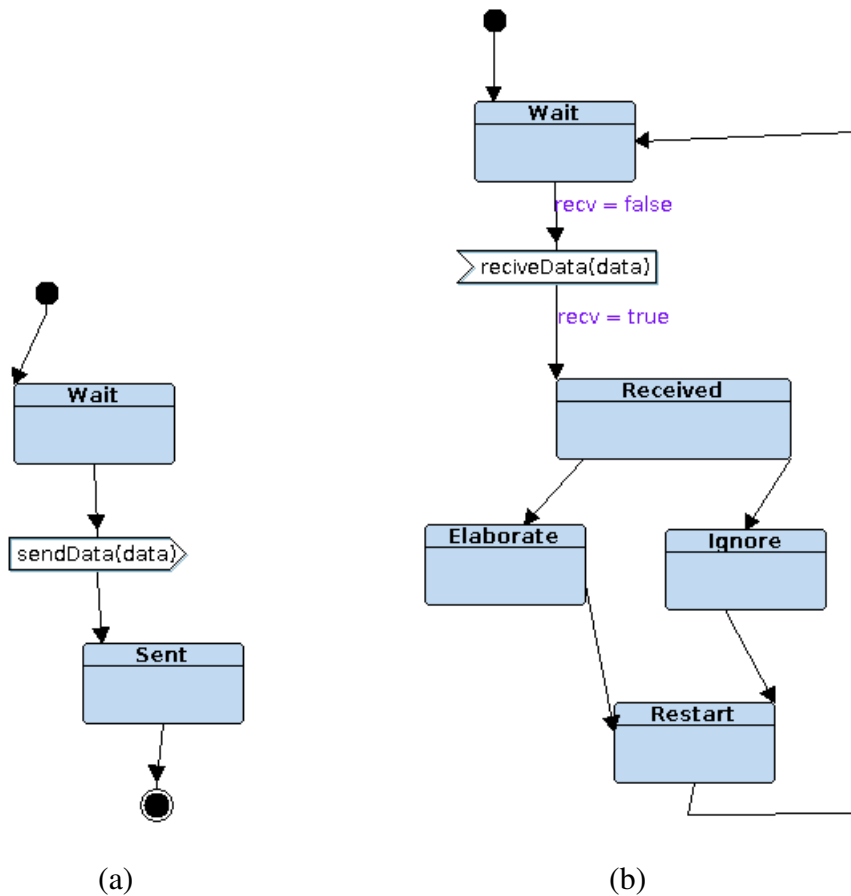 Wait
sendData(data)
Sent
(a)
Wait
recv = false
reciveData(data)
recv = true
Received
Elaborate
Ignore
Restart
(b)